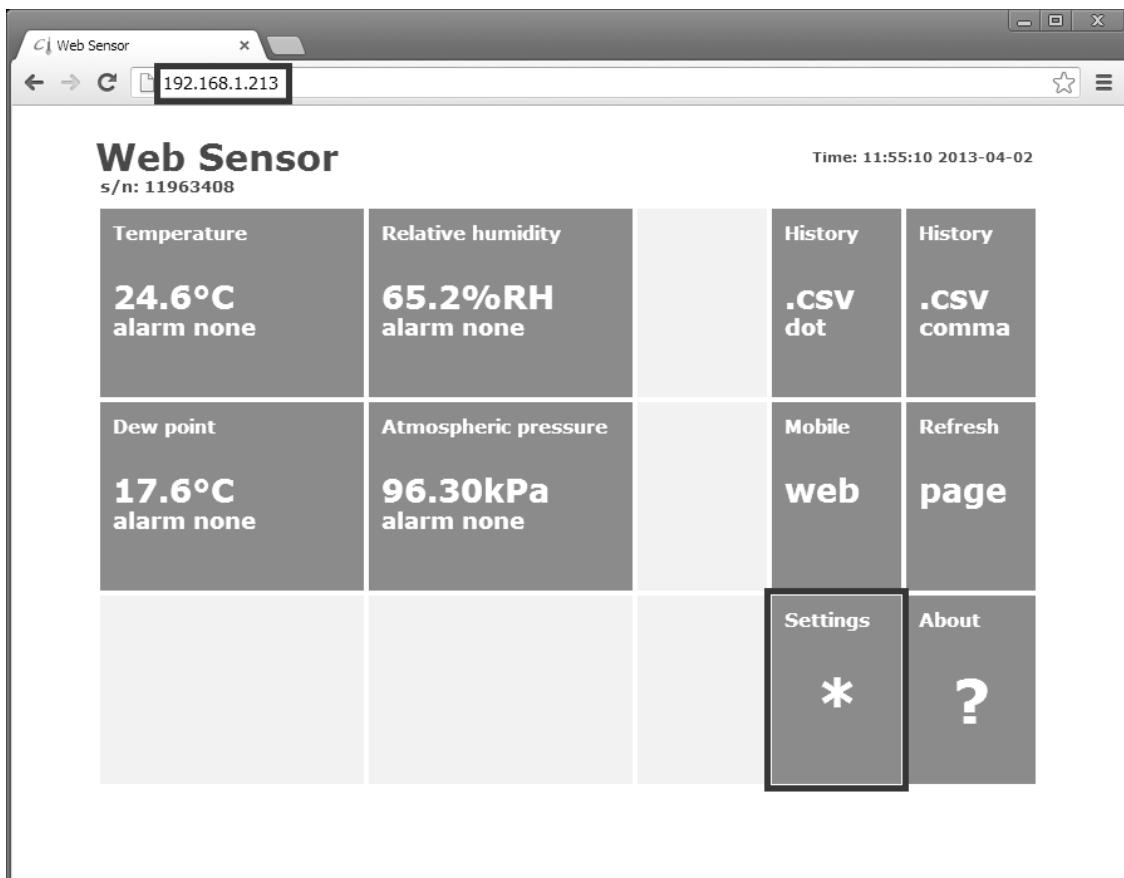 Web Sensor
192.168.1.213
Web Sensor
Time: 11:55:10 2013-04-02
s/n: 11963408
Temperature
24.6°C
alarm none
Relative humidity
65.2%RH
alarm none
History
.csv
dot
History
.csv
comma
Dew point
17.6°C
alarm none
Atmospheric pressure
96.30kPa
alarm none
Mobile
web
Refresh
page
Settings
*
About
?